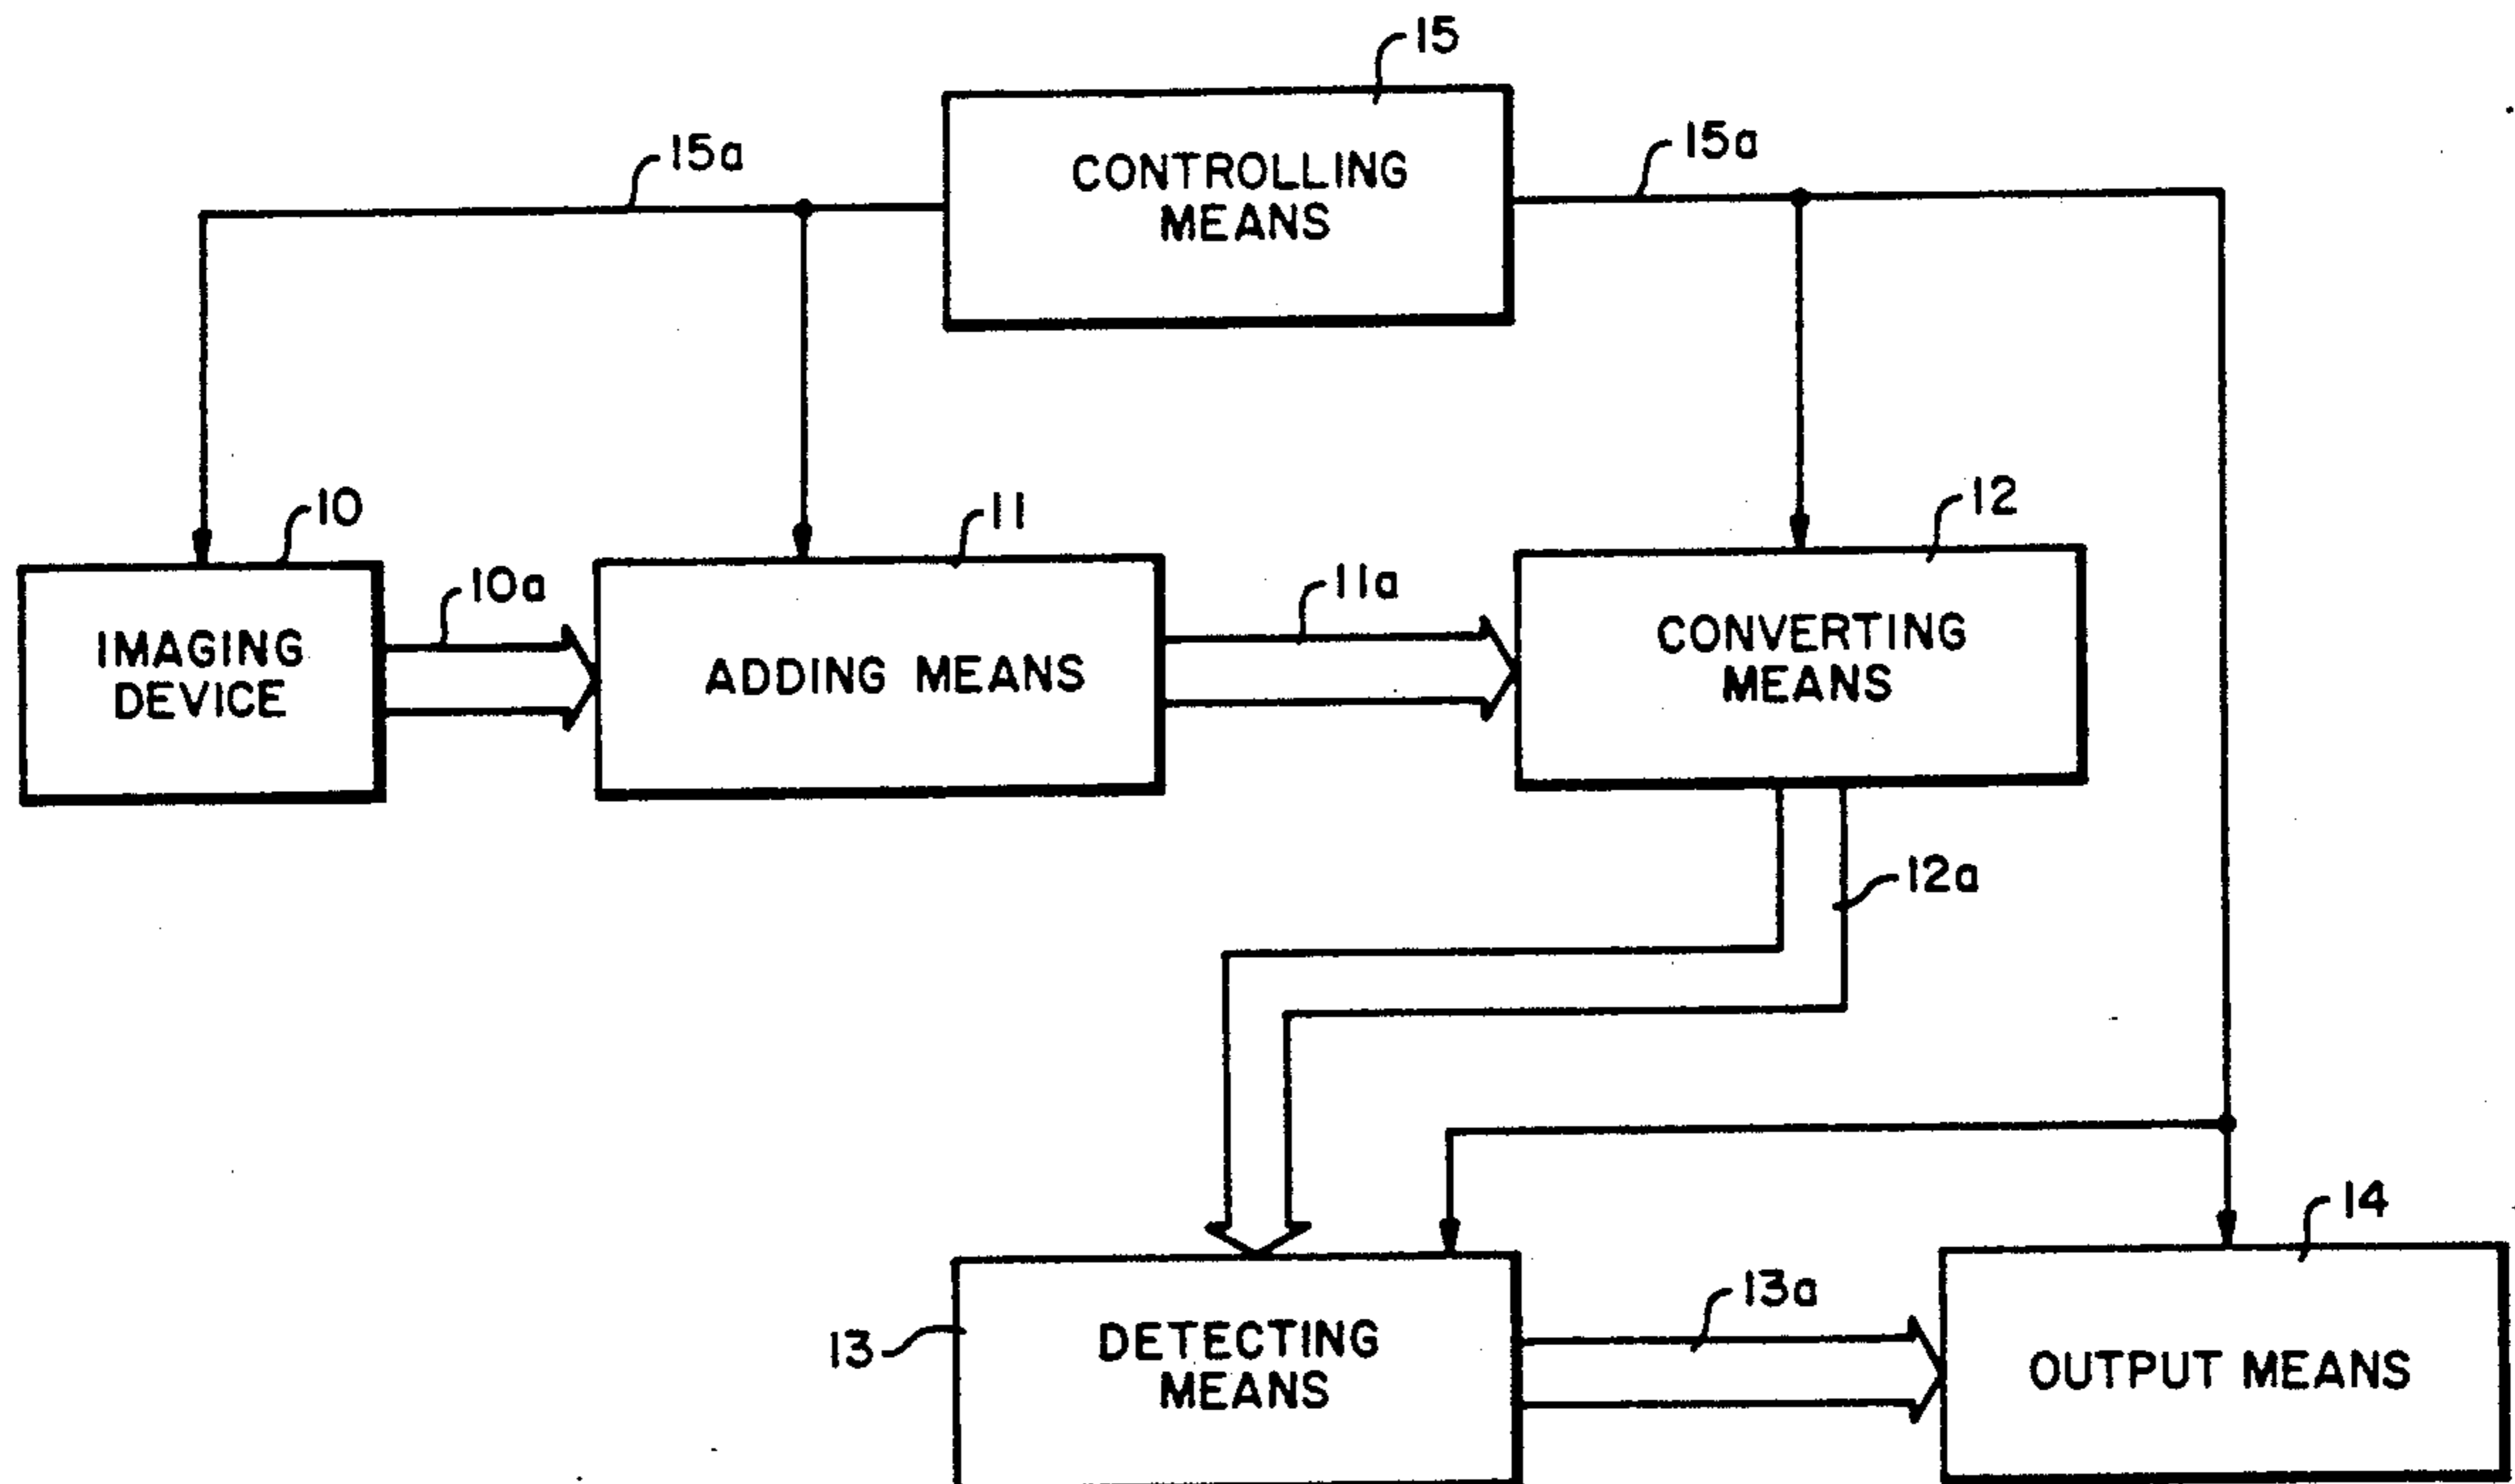 15
15a
15a
CONTROLLING
MEANS
10
11
12
10a
11a
IMAGING
DEVICE
ADDING MEANS
CONVERTING
MEANS
12a
14
13a
13
DETECTING
MEANS
OUTPUT MEANS